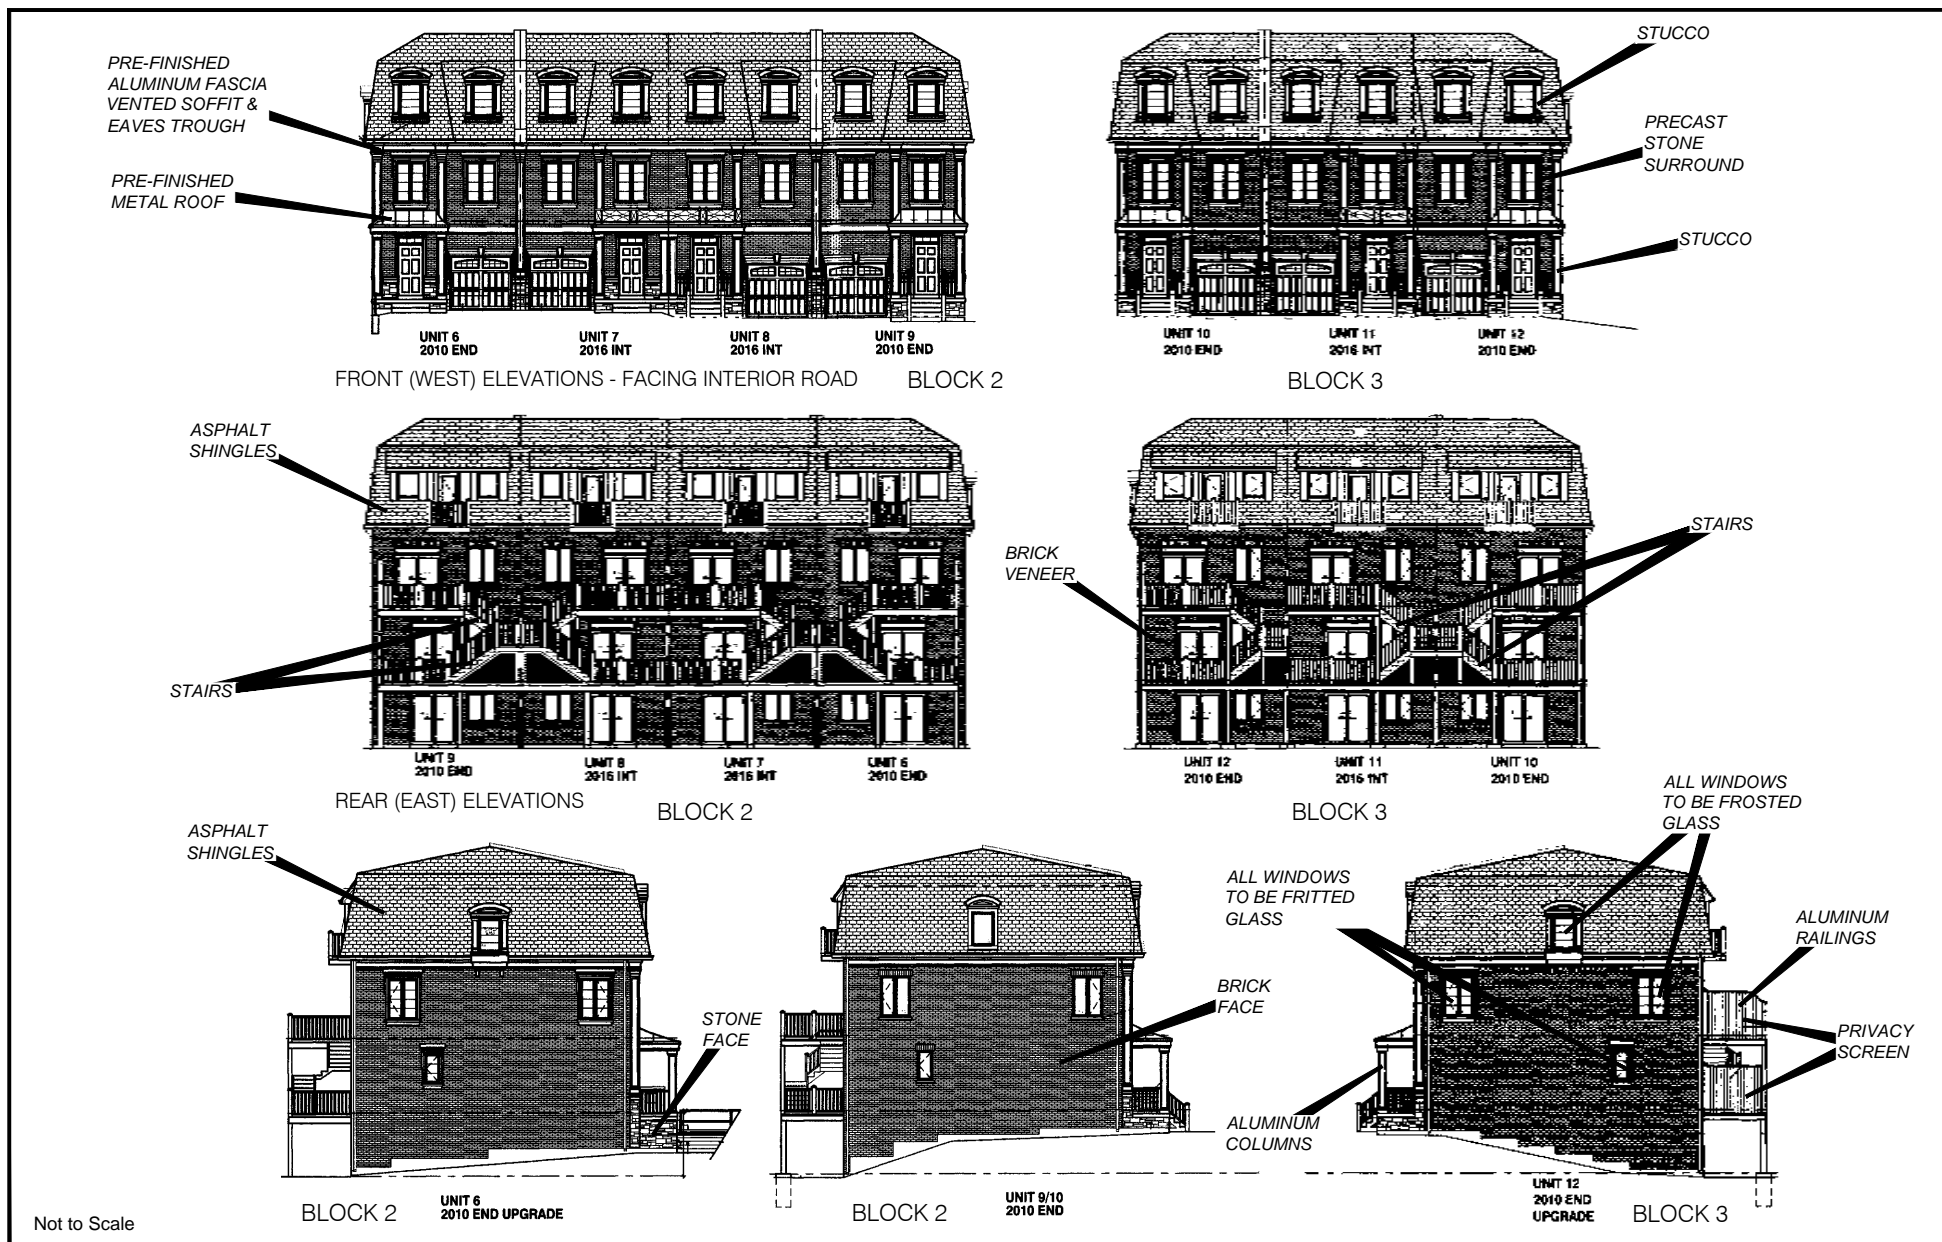 PRE-FINISHED
ALUMINUM FASCIA
VENTED SOFFIT &
EAVES TROUGH
PRE-FINISHED
METAL ROOF
STUCCO
PRECAST
STONE
SURROUND
STUCCO
UNIT 6
2010 END
UNIT 7
2016 INT
UNIT 8
2016 INT
UNIT 9
2010 END
UNIT 10
2010 END
UNIT 11
2016 INT
UNIT 12
2010 END
FRONT (WEST) ELEVATIONS - FACING INTERIOR ROAD
BLOCK 2
BLOCK 3
ASPHALT
SHINGLES
STAIRS
BRICK
VENEER
STAIRS
UNIT 9
2010 END
UNIT 8
2016 INT
UNIT 7
2016 INT
UNIT 6
2010 END
UNIT 12
2010 END
UNIT 11
2016 INT
UNIT 10
2010 END
REAR (EAST) ELEVATIONS
BLOCK 2
BLOCK 3
ASPHALT
SHINGLES
STONE
FACE
BRICK
FACE
ALL WINDOWS
TO BE FRITTED
GLASS
ALL WINDOWS
TO BE FROSTED
GLASS
ALUMINUM
RAILINGS
PRIVACY
SCREEN
ALUMINUM
COLUMNS
BLOCK 2
UNIT 6
2010 END UPGRADE
BLOCK 2
UNIT 9/10
2010 END
UNIT 12
2010 END
UPGRADE
BLOCK 3
Not to Scale